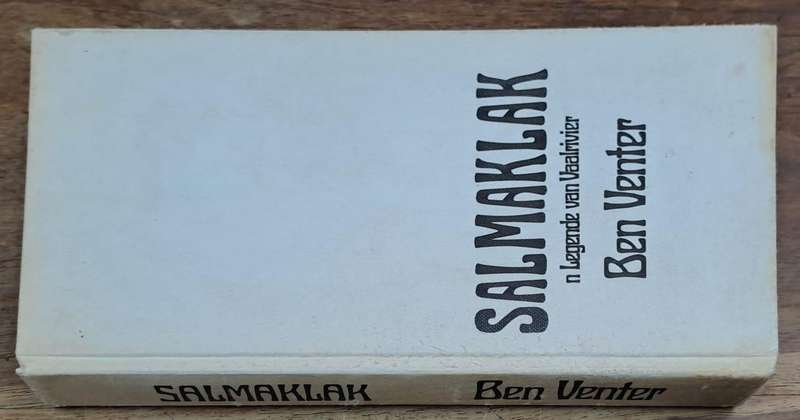 SALMAKLAK
n Legende van Vaalrivier
Ben Venter
SALMAKLAK Ben Venter